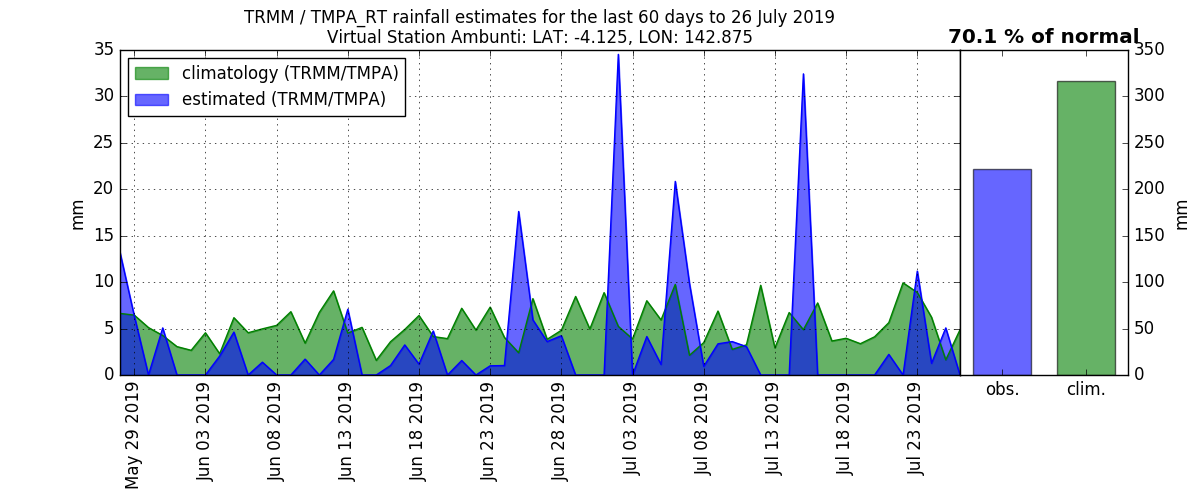 TRMM / TMPA_RT rainfall estimates for the last 60 days to 26 July 2019
Virtual Station Ambunti: LAT: -4.125, LON: 142.875
70.1 % of normal
climatology (TRMM/TMPA)
estimated (TRMM/TMPA)
mm
35
30
25
20
15
10
5
0
May 29 2019
Jun 03 2019
Jun 08 2019
Jun 13 2019
Jun 18 2019
Jun 23 2019
Jun 28 2019
Jul 03 2019
Jul 08 2019
Jul 13 2019
Jul 18 2019
Jul 23 2019
obs.
clim.
350
300
250
200
150
100
50
0
mm